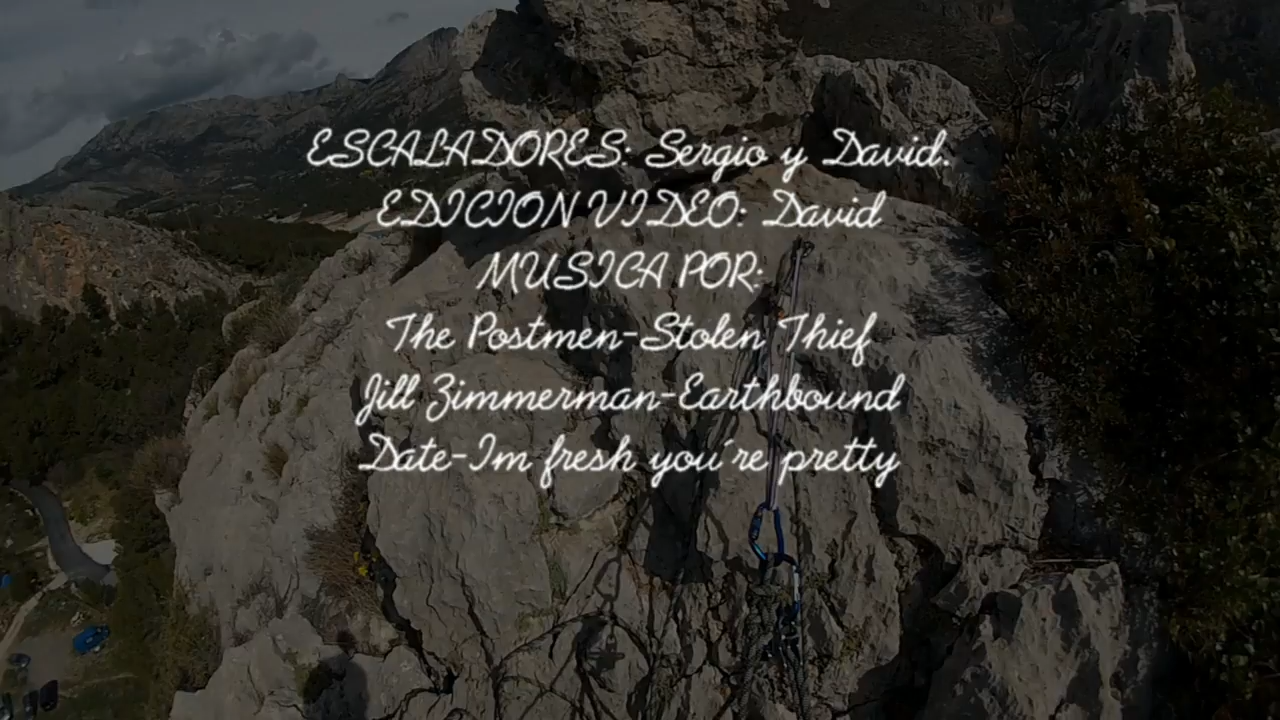 ESCALADORES: Sergio y David.
EDICION VIDEO: David
MUSICA POR:
The Postmen-Stolen Thief
Jill Zimmerman-Earthbound
Date-Im fresh you´re pretty